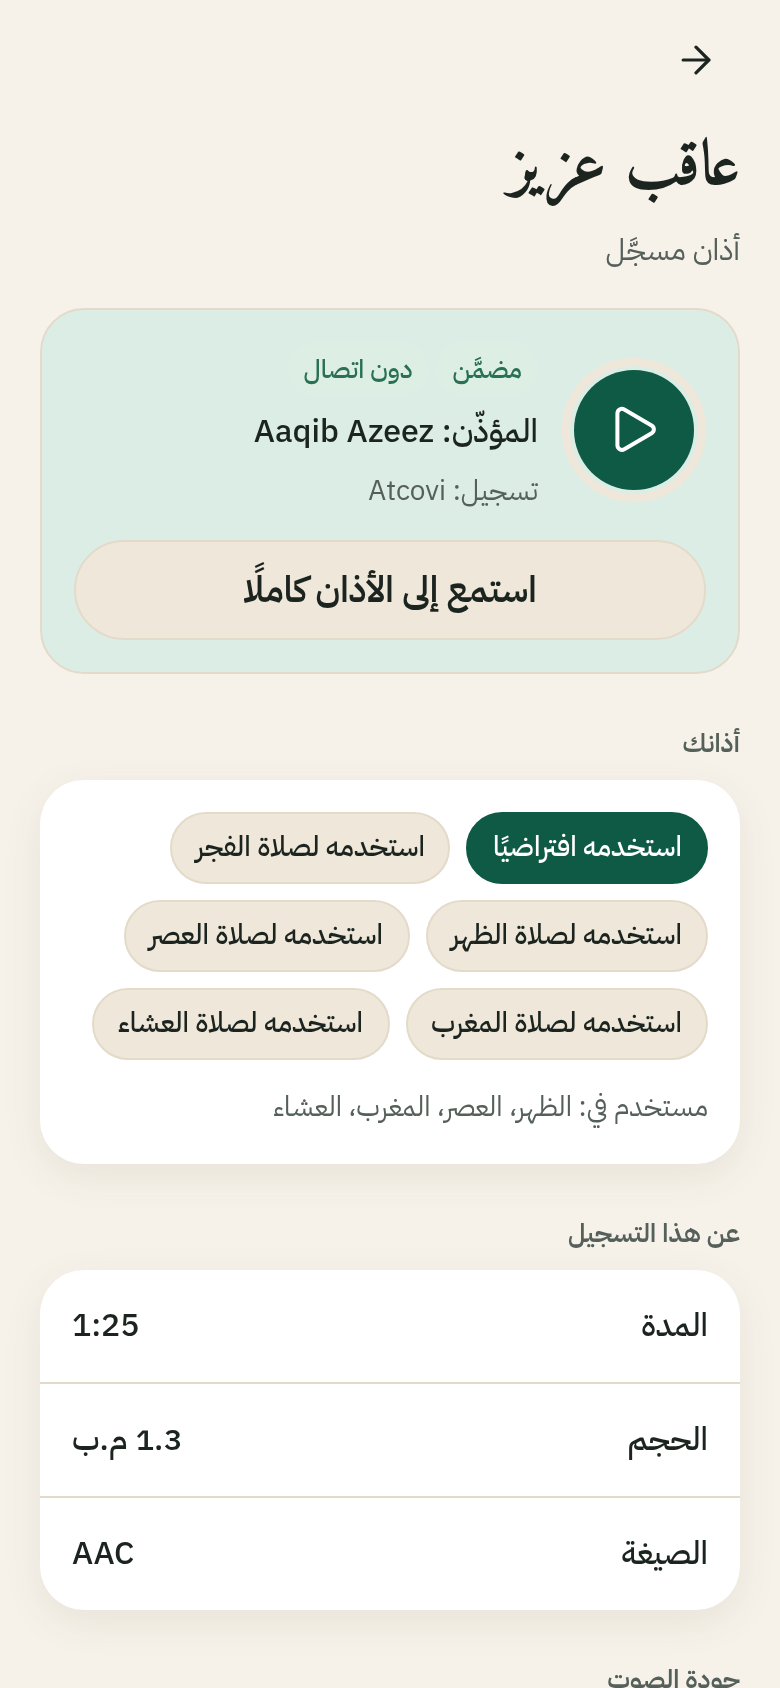 عاقب عزيز
أذان مسجَّل
مضمَّن دون اتصال
المؤذّن: Aaqib Azeez
تسجيل: Atcovi
استمع إلى الأذان كاملًا
أذانك
استخدمه افتراضيًا استخدمه لصلاة الفجر
استخدمه لصلاة الظهر استخدمه لصلاة العصر
استخدمه لصلاة المغرب استخدمه لصلاة العشاء
مستخدم في: الظهر، العصر، المغرب، العشاء
عن هذا التسجيل
المدة 1:25
الحجم 1.3 م.ب
الصيغة AAC
جودة الصوت